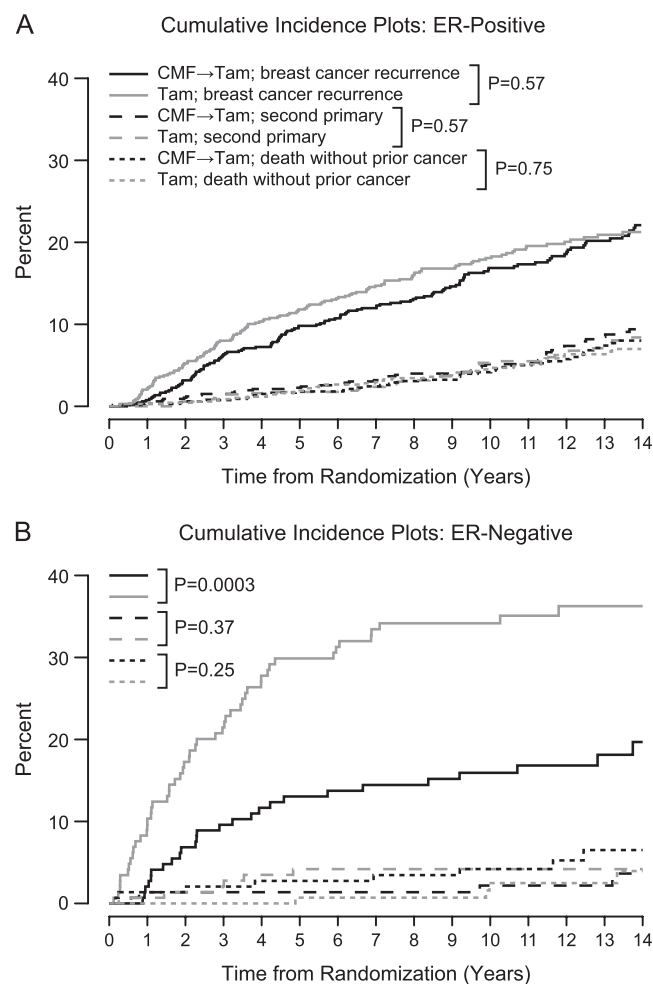 A
Cumulative Incidence Plots: ER-Positive
40
30
20
10
0
Percent
CMF→Tam; breast cancer recurrence
Tam; breast cancer recurrence
P=0.57
CMF→Tam; second primary
Tam; second primary
P=0.57
CMF→Tam; death without prior cancer
Tam; death without prior cancer
P=0.75
0 1 2 3 4 5 6 7 8 9 10 11 12 13 14
Time from Randomization (Years)
B
Cumulative Incidence Plots: ER-Negative
40
30
20
10
0
Percent
P=0.0003
P=0.37
P=0.25
0 1 2 3 4 5 6 7 8 9 10 11 12 13 14
Time from Randomization (Years)